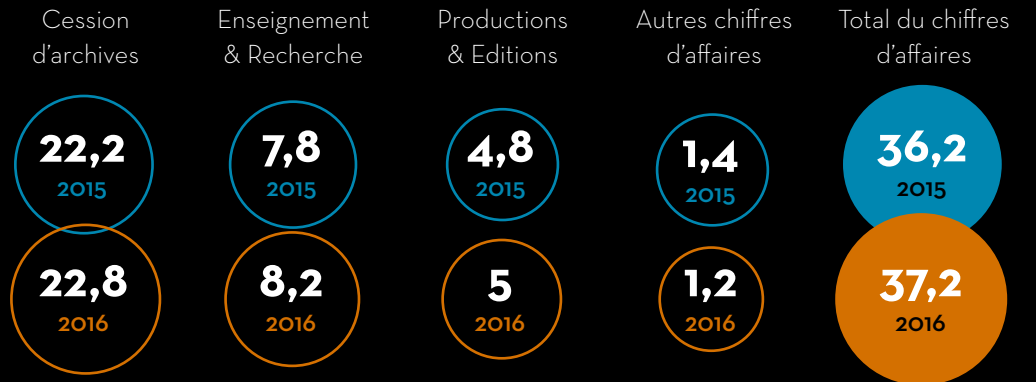 Cession
d’archives
Enseignement
& Recherche
Productions
& Editions
Autres chiffres
d’affaires
Total du chiffres
d’affaires
22,2
2015
7,8
2015
4,8
2015
1,4
2015
36,2
2015
22,8
2016
8,2
2016
5
2016
1,2
2016
37,2
2016